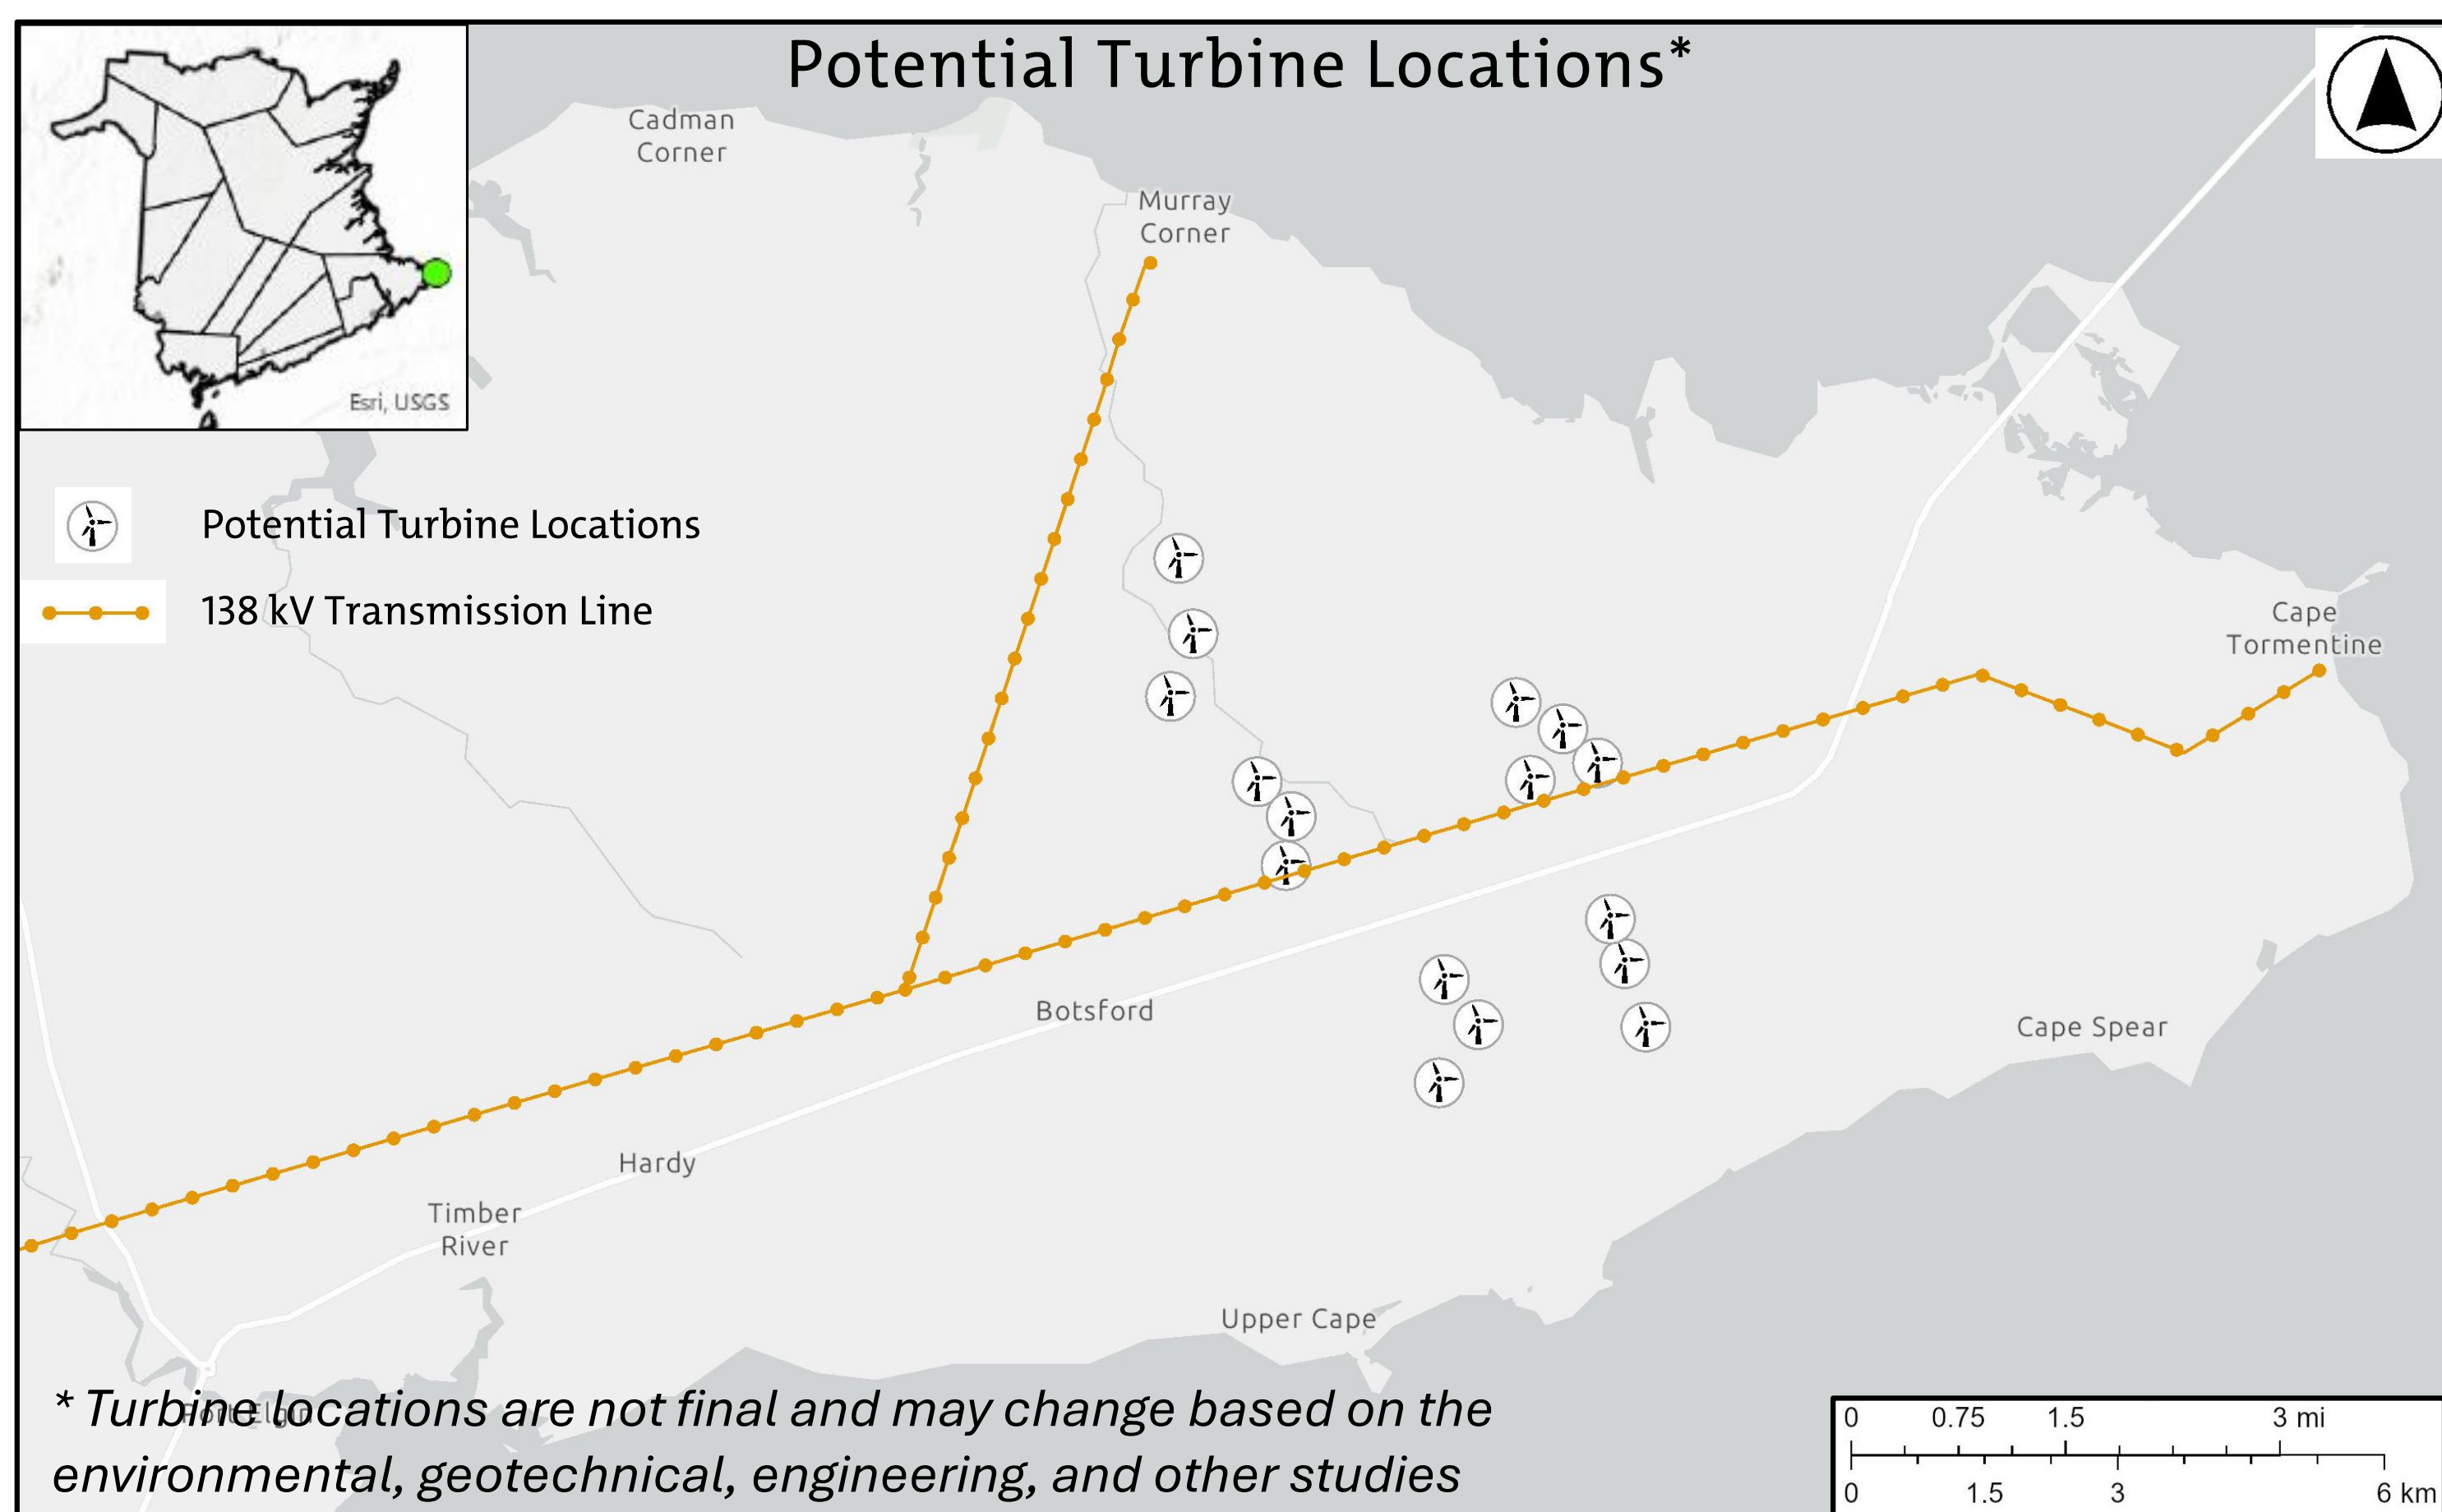 Potential Turbine Locations*
Esri, USGS
Cadman
Corner
Murray
Corner
Potential Turbine Locations
138 kV Transmission Line
Cape
Tormentine
Botsford
Cape Spear
Hardy
Timber
River
Upper Cape
Port Elgin
* Turbine locations are not final and may change based on the
environmental, geotechnical, engineering, and other studies
0 0.75 1.5 3 mi
0 1.5 3 6 km